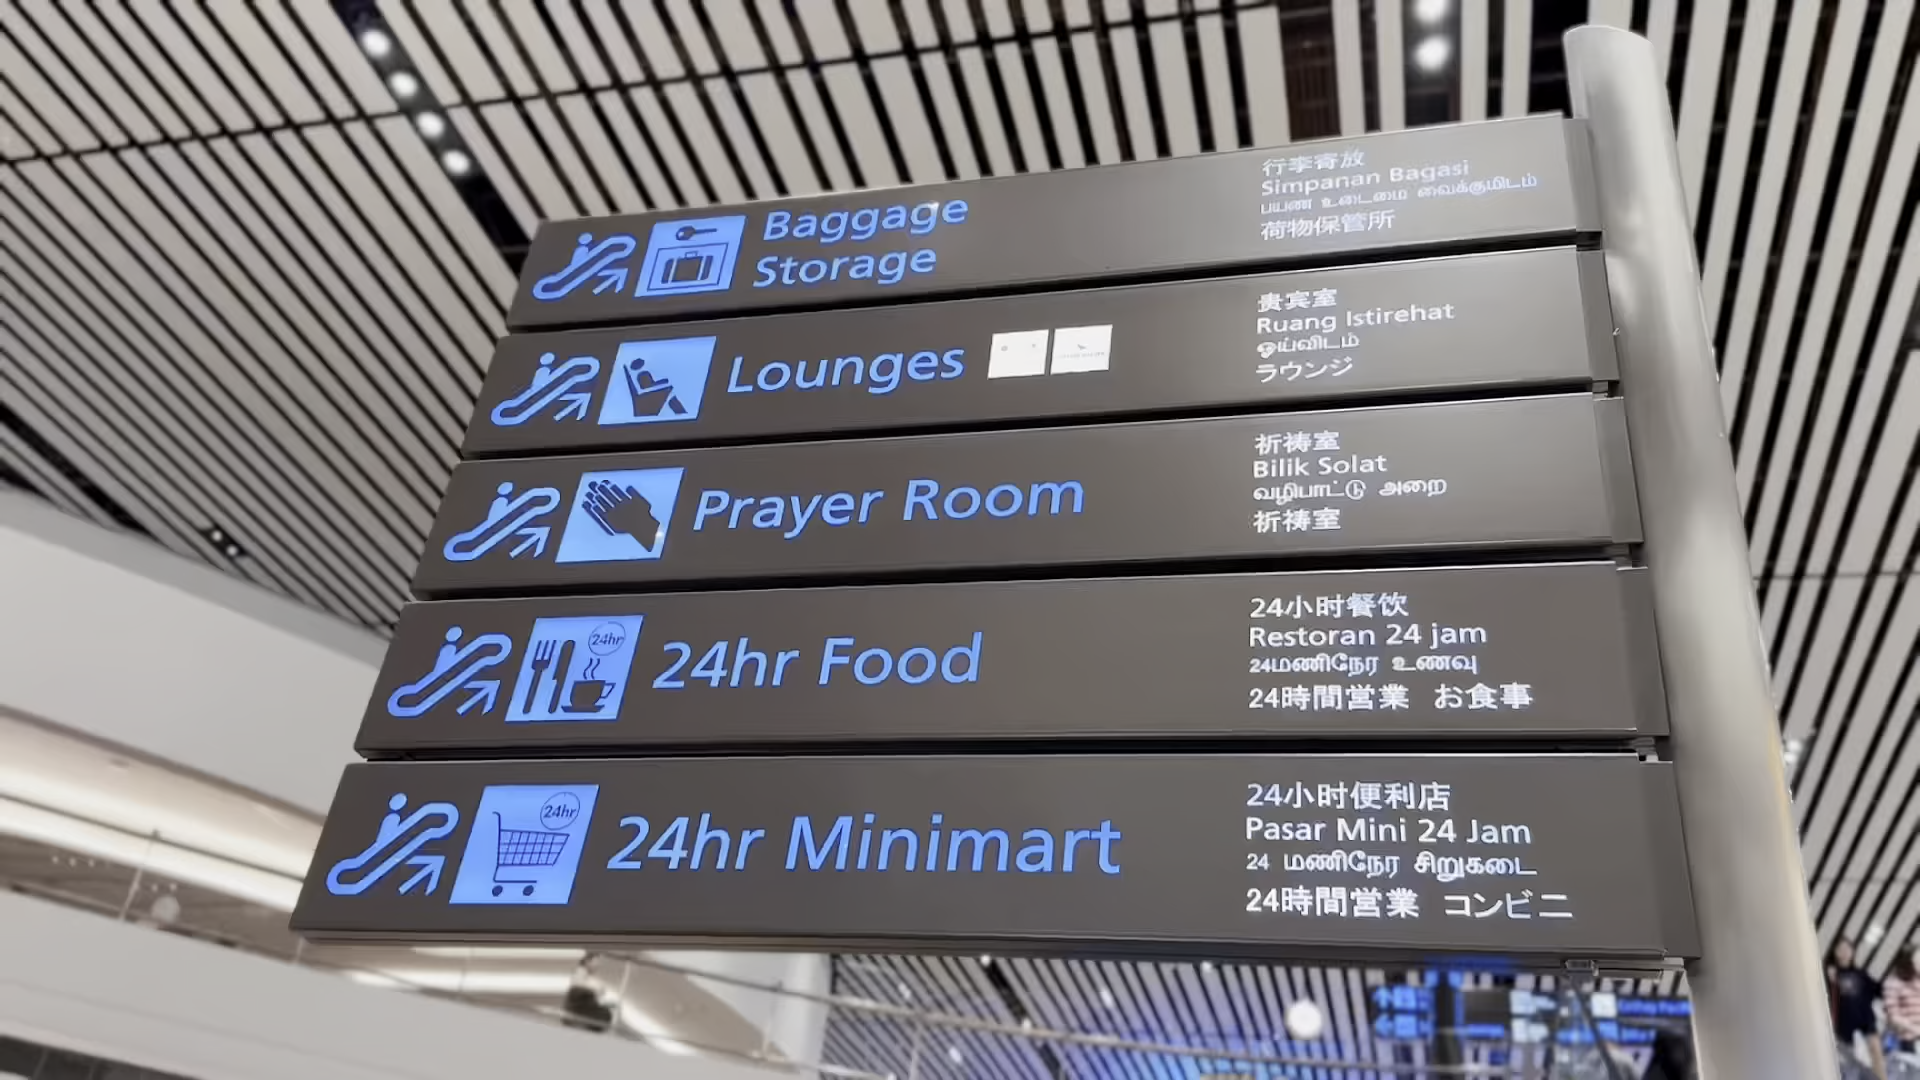 Baggage
Storage
行李寄放
Simpanan Bagasi
பயண உடைமை வைக்குமிடம்
荷物保管所
Lounges
贵宾室
Ruang Istirehat
ஓய்விடம்
ラウンジ
Prayer Room
祈祷室
Bilik Solat
வழிபாட்டு அறை
祈祷室
24hr
24hr Food
24小时餐饮
Restoran 24 jam
24மணிநேர உணவு
24時間営業 お食事
24hr
24hr Minimart
24小时便利店
Pasar Mini 24 Jam
24 மணிநேர சிறுகடை
24時間営業 コンビニ